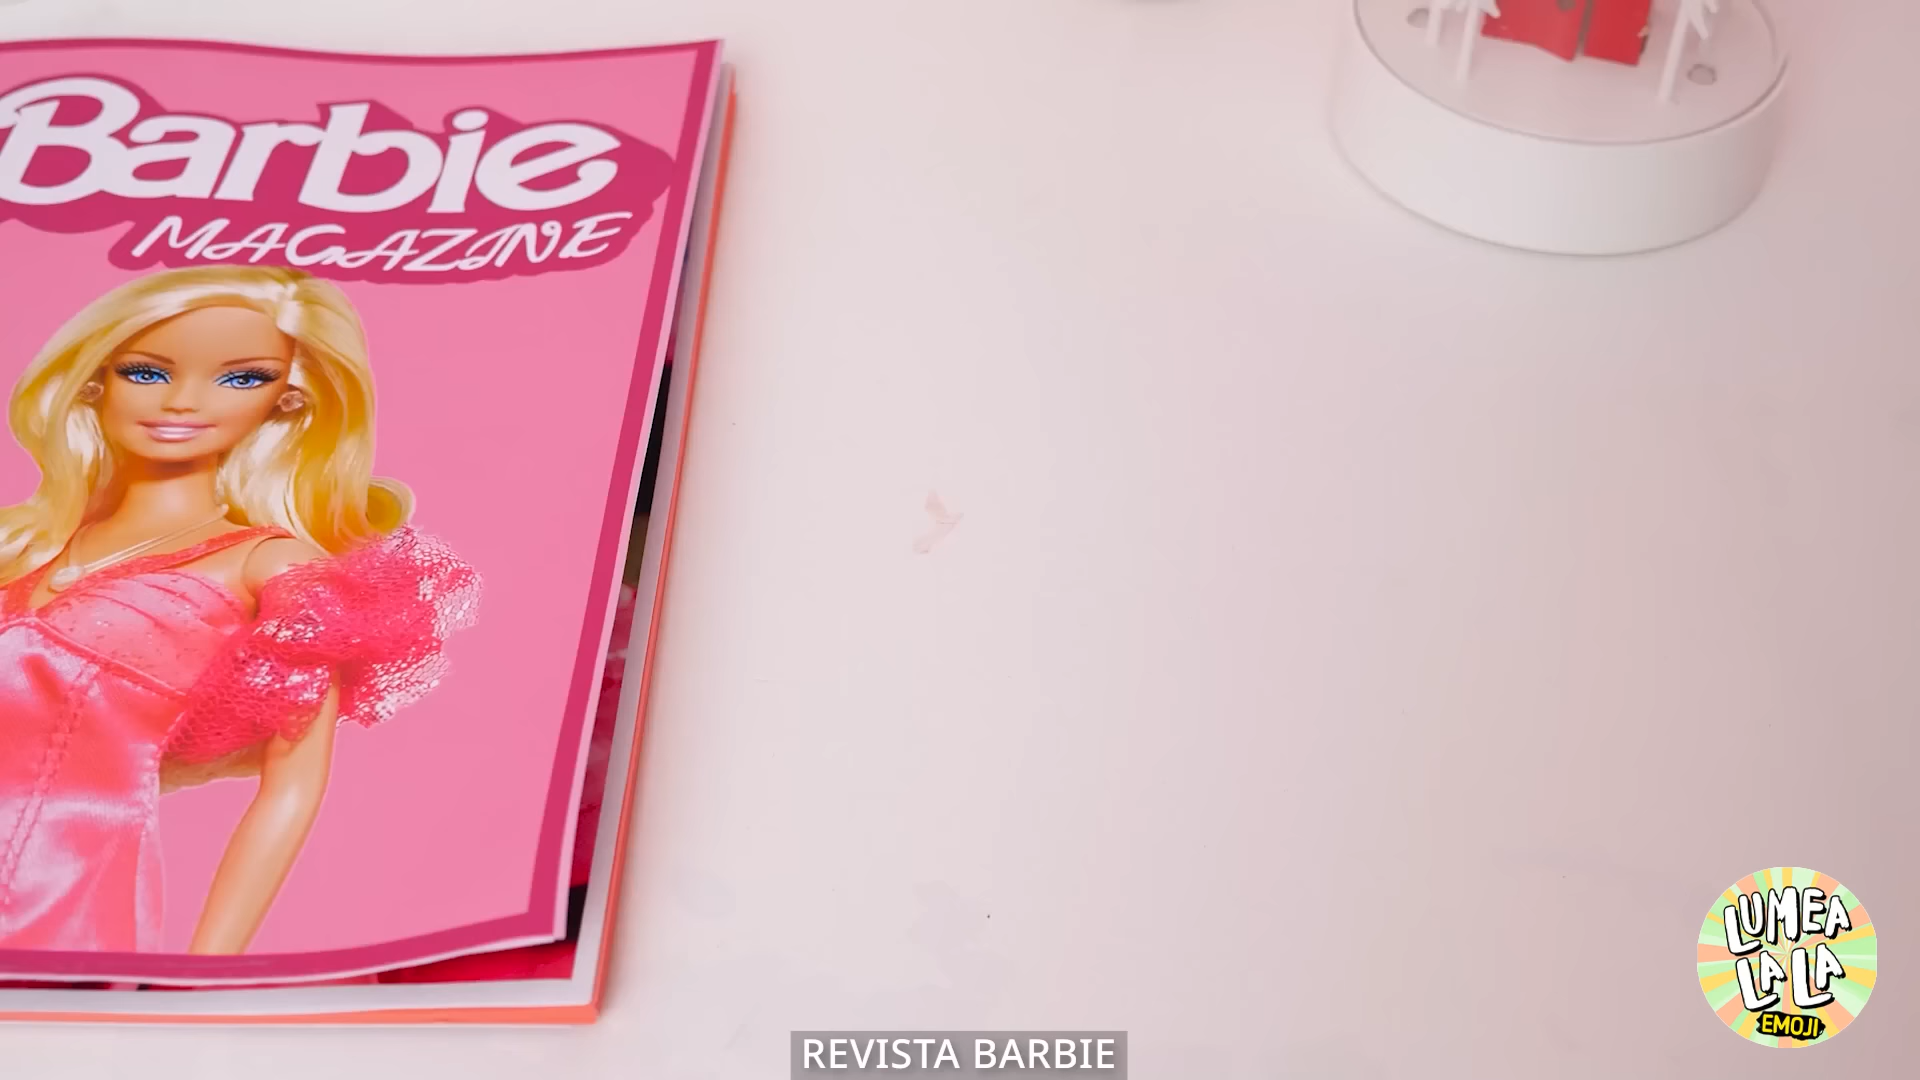 Barbie
MAGAZINE
LUMEA
LA LA
EMOJI
REVISTA BARBIE